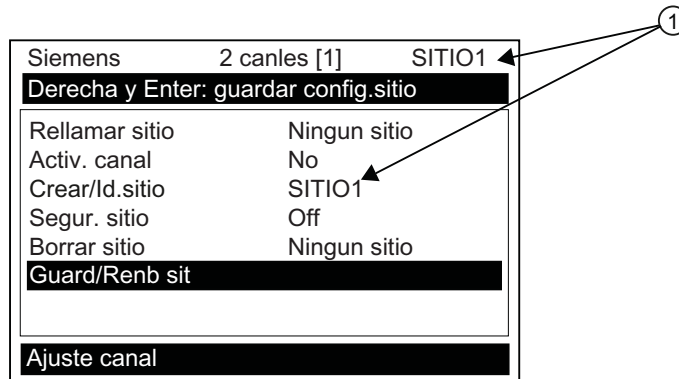 1
Siemens 2 canles [1] SITIO1
Derecha y Enter: guardar config.sitio
Rellamar sitio Ningun sitio
Activ. canal No
Crear/Id.sitio SITIO1
Segur. sitio Off
Borrar sitio Ningun sitio
Guard/Renb sit
Ajuste canal